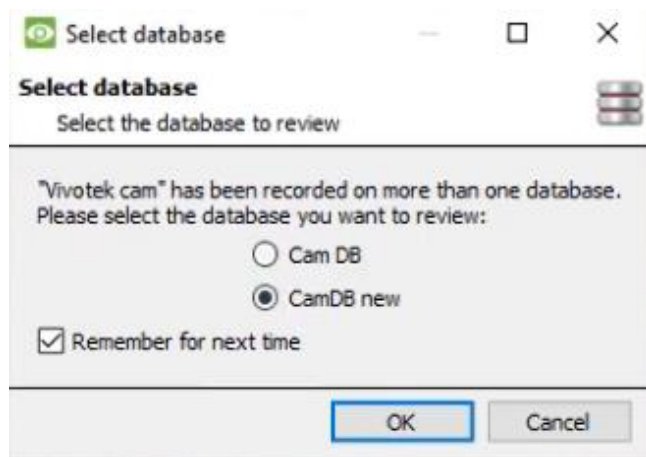 Select database
Select database
Select the database to review
"Vivotek cam" has been recorded on more than one database.
Please select the database you want to review:
Cam DB
CamDB new
Remember for next time
OK
Cancel